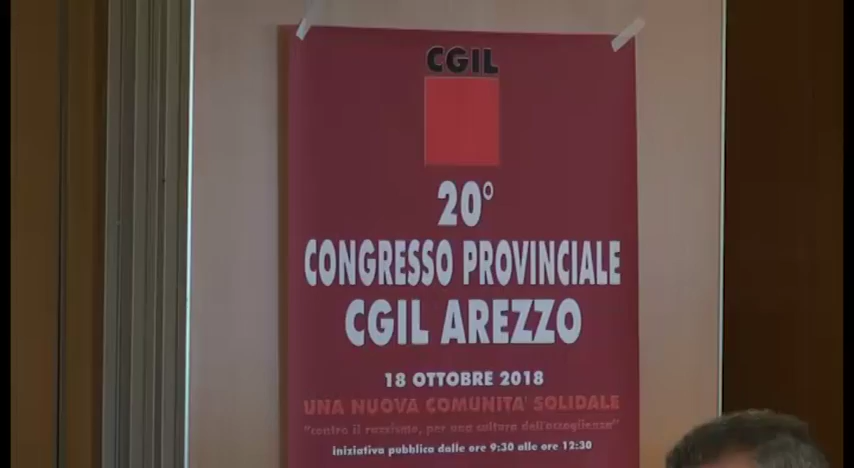 CGIL
20°
CONGRESSO PROVINCIALE
CGIL AREZZO
18 OTTOBRE 2018
UNA NUOVA COMUNITA' SOLIDALE
"contro il razzismo, per una cultura dell'accoglienza"
iniziativa pubblica dalle ore 9:30 alle ore 12:30